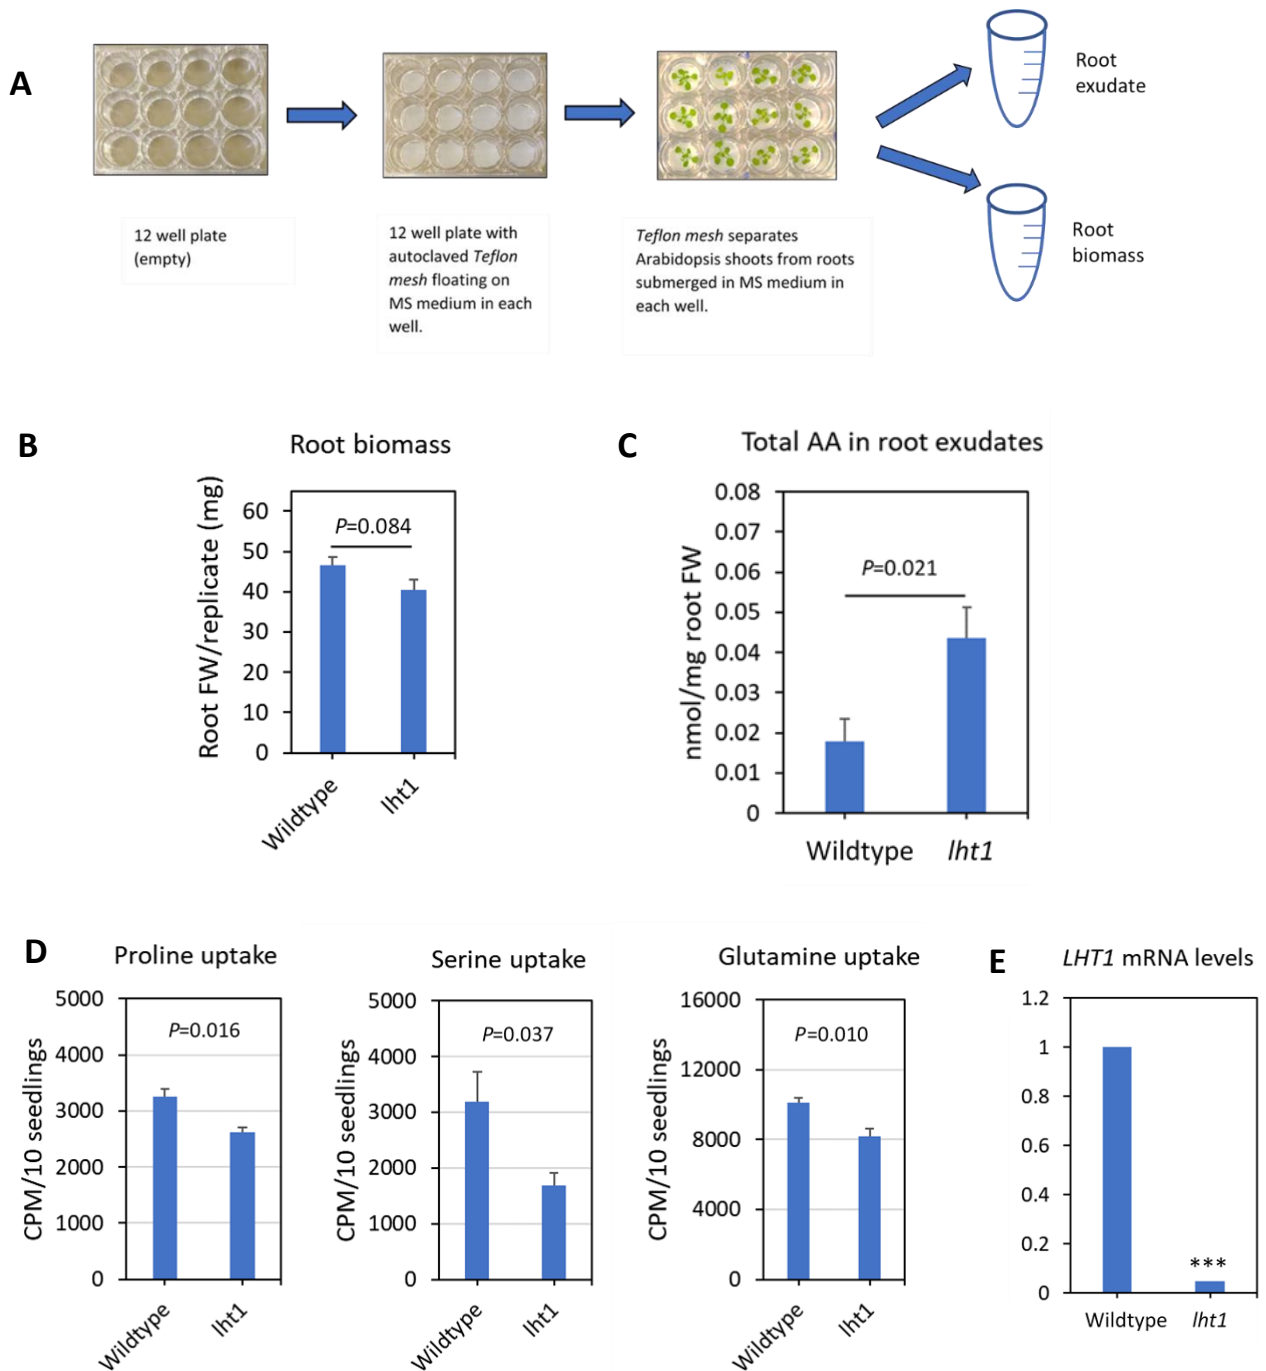 A
Root
exudate
Root
biomass
12 well plate
(empty)
12 well plate with
autoclaved Teflon
mesh floating on
MS medium in each
well.
Teflon mesh separates
Arabidopsis shoots from roots
submerged in MS medium in
each well.
B
Root biomass
Root FW/replicate (mg)
60
50
40
30
20
10
0
P=0.084
Wildtype
lht1
C
Total AA in root exudates
nmol/mg root FW
0.08
0.07
0.06
0.05
0.04
0.03
0.02
0.01
0
P=0.021
Wildtype
lht1
D
Proline uptake
CPM/10 seedlings
5000
4000
3000
2000
1000
0
P=0.016
Wildtype
lht1
Serine uptake
CPM/10 seedlings
5000
4000
3000
2000
1000
0
P=0.037
Wildtype
lht1
Glutamine uptake
CPM/10 seedlings
16000
12000
8000
4000
0
P=0.010
Wildtype
lht1
E
LHT1 mRNA levels
1.2
1
0.8
0.6
0.4
0.2
0
***
Wildtype
lht1